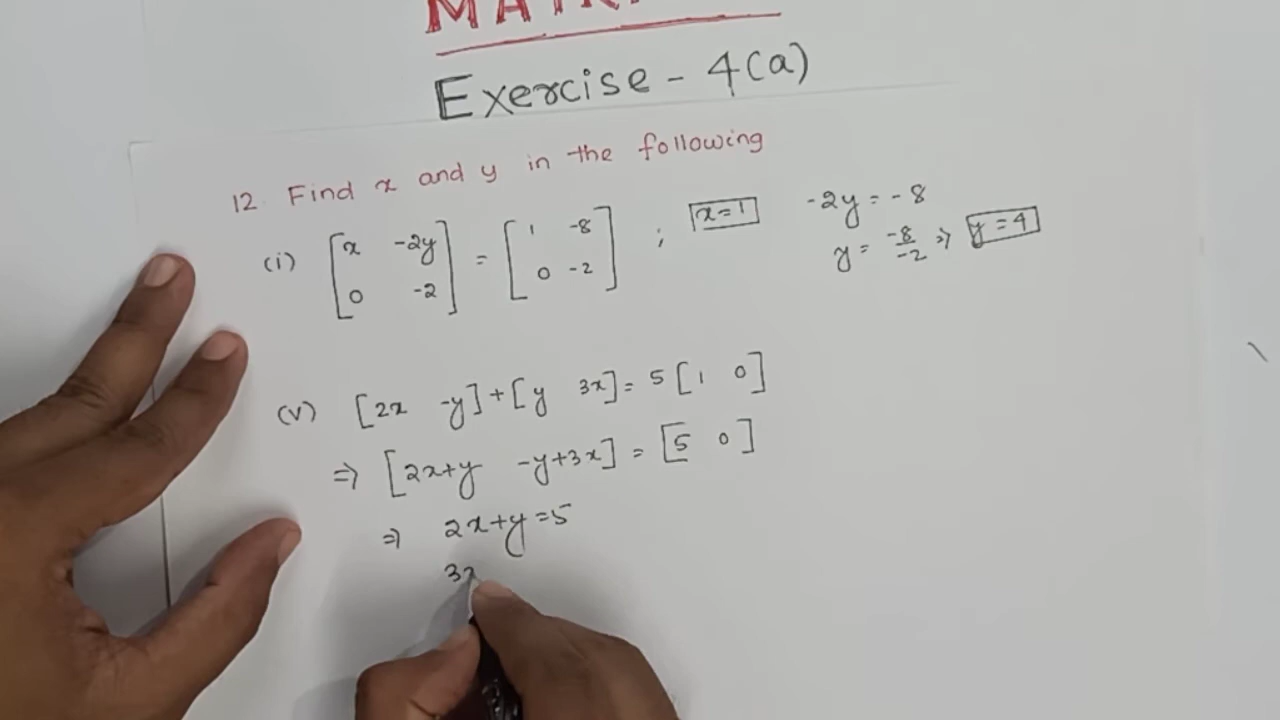 Exercise - 4(a)
12. Find x and y in the following
(i) [x -2y
0 -2] = [1 -8
0 -2] ; x=1 -2y = -8
y = -8/-2 ⇒ y = 4
(v) [2x -y] + [y 3x] = 5 [1 0]
⇒ [2x+y -y+3x] = [5 0]
⇒ 2x+y = 5
3x